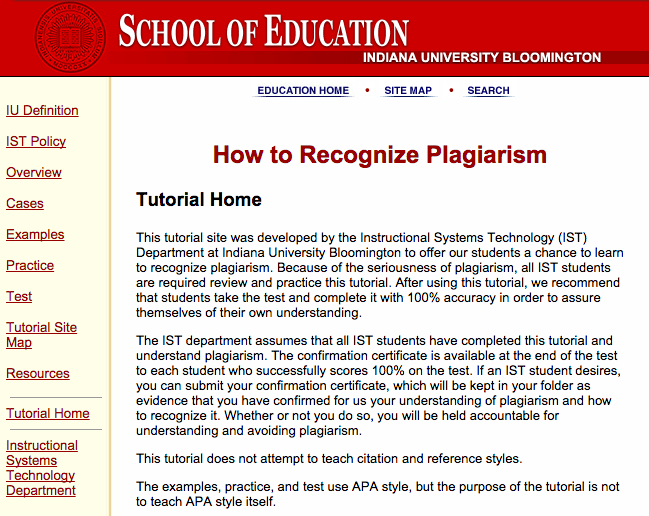 SCHOOL OF EDUCATION
INDIANA UNIVERSITY BLOOMINGTON
EDUCATION HOME • SITE MAP • SEARCH
IU Definition
IST Policy
Overview
Cases
Examples
Practice
Test
Tutorial Site
Map
Resources
Tutorial Home
Instructional
Systems
Technology
Department
How to Recognize Plagiarism
Tutorial Home
This tutorial site was developed by the Instructional Systems Technology (IST)
Department at Indiana University Bloomington to offer our students a chance to learn
to recognize plagiarism. Because of the seriousness of plagiarism, all IST students
are required review and practice this tutorial. After using this tutorial, we recommend
that students take the test and complete it with 100% accuracy in order to assure
themselves of their own understanding.
The IST department assumes that all IST students have completed this tutorial and
understand plagiarism. The confirmation certificate is available at the end of the test
to each student who successfully scores 100% on the test. If an IST student desires,
you can submit your confirmation certificate, which will be kept in your folder as
evidence that you have confirmed for us your understanding of plagiarism and how
to recognize it. Whether or not you do so, you will be held accountable for
understanding and avoiding plagiarism.
This tutorial does not attempt to teach citation and reference styles.
The examples, practice, and test use APA style, but the purpose of the tutorial is not
to teach APA style itself.